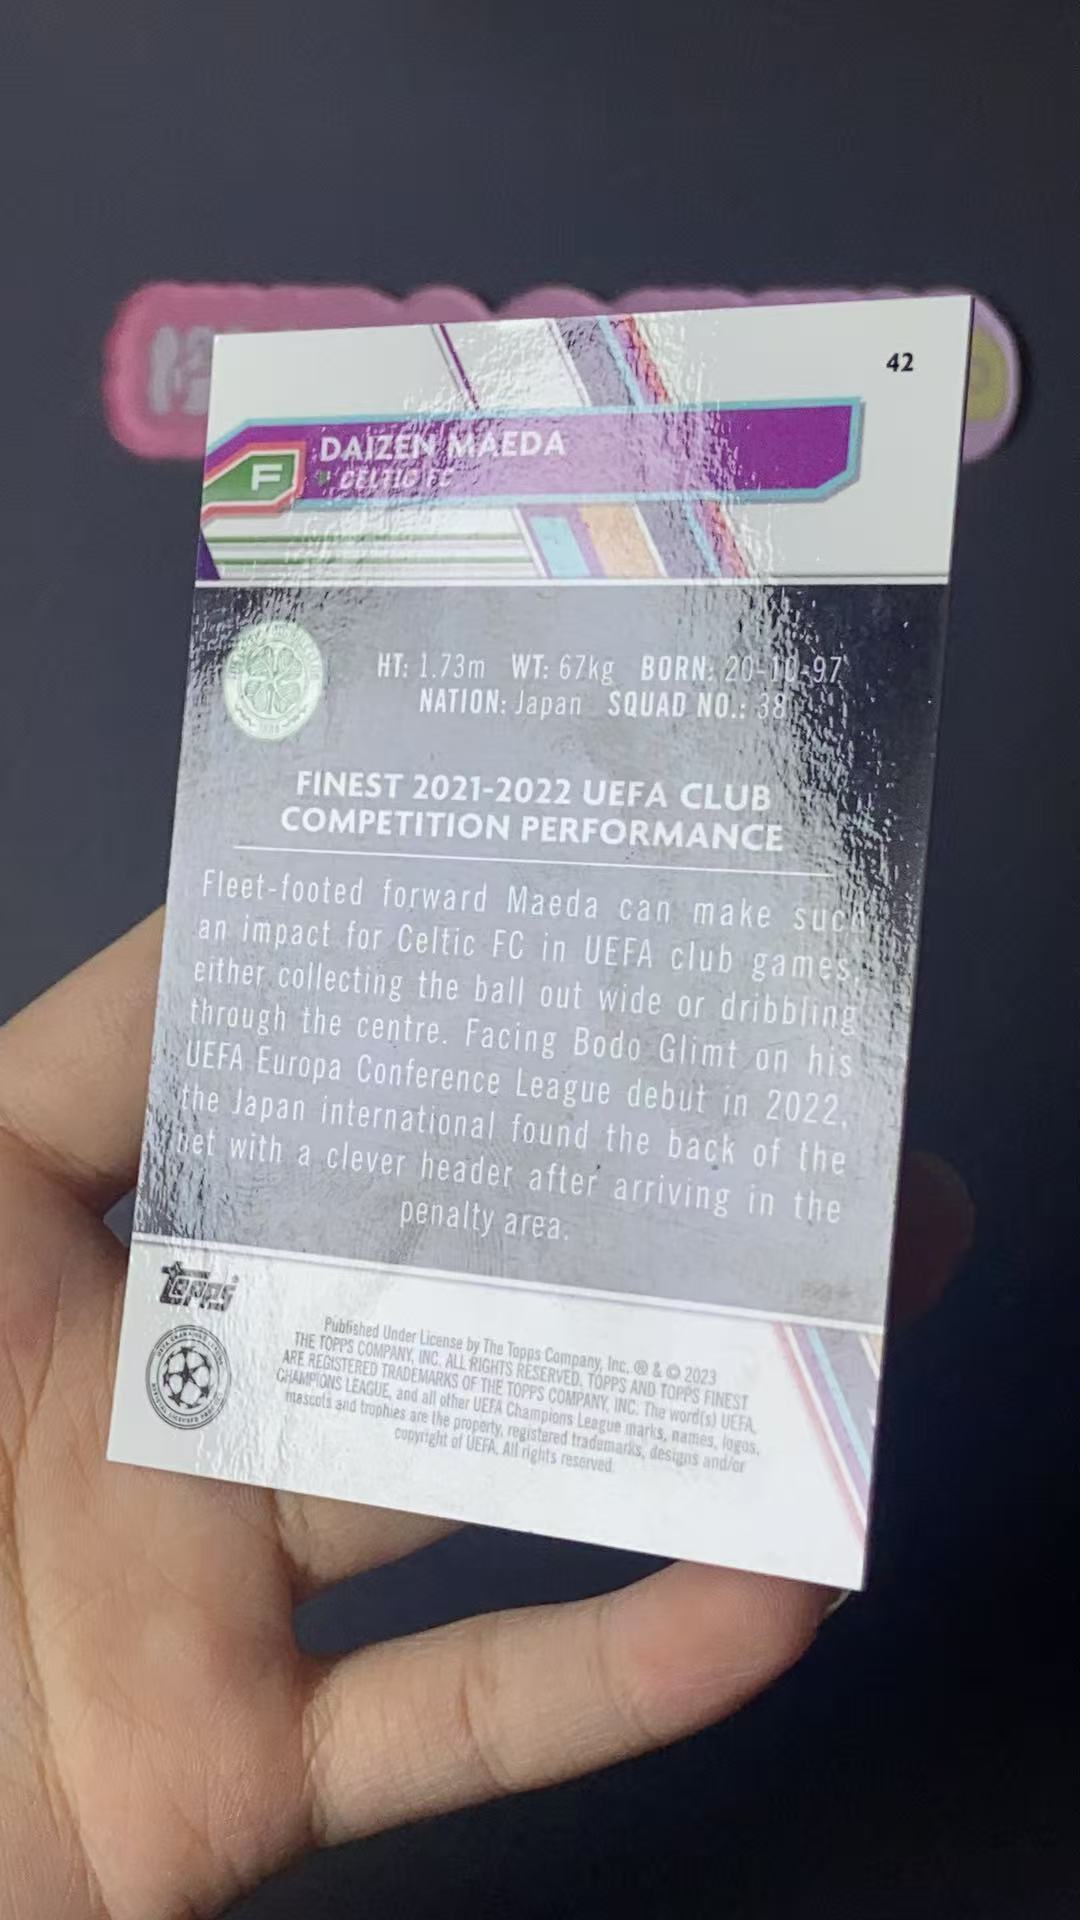 42
DAIZEN MAEDA
F
CELTIC FC
HT: 1.73m WT: 67kg BORN: 20-10-97
NATION: Japan SQUAD NO.: 38
FINEST 2021-2022 UEFA CLUB
COMPETITION PERFORMANCE
Fleet-footed forward Maeda can make such
an impact for Celtic FC in UEFA club games,
either collecting the ball out wide or dribbling
through the centre. Facing Bodo Glimt on his
UEFA Europa Conference League debut in 2022,
the Japan international found the back of the
net with a clever header after arriving in the
penalty area.
Topps
Published Under License by The Topps Company, Inc. ® & © 2023
THE TOPPS COMPANY, INC. ALL RIGHTS RESERVED. TOPPS AND TOPPS FINEST
ARE REGISTERED TRADEMARKS OF THE TOPPS COMPANY, INC. The word(s) UEFA,
CHAMPIONS LEAGUE, and all other UEFA Champions League marks, names, logos,
mascots and trophies are the property, registered trademarks, designs and/or
copyright of UEFA. All rights reserved.